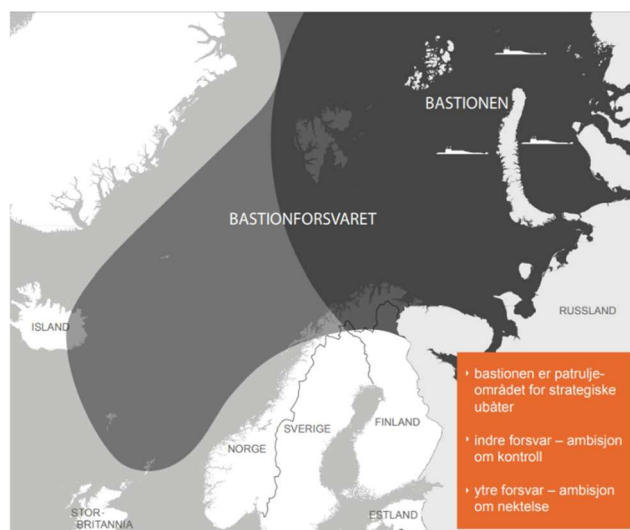 BASTIONEN
BASTIONFORSVARET
ISLAND
RUSSLAND
NORGE
SVERIGE
FINLAND
STOR-
BRITANNIA
ESTLAND
bastionen er patrulje-
området for strategiske
ubåter
indre forsvar – ambisjon
om kontroll
ytre forsvar – ambisjon
om nektelse